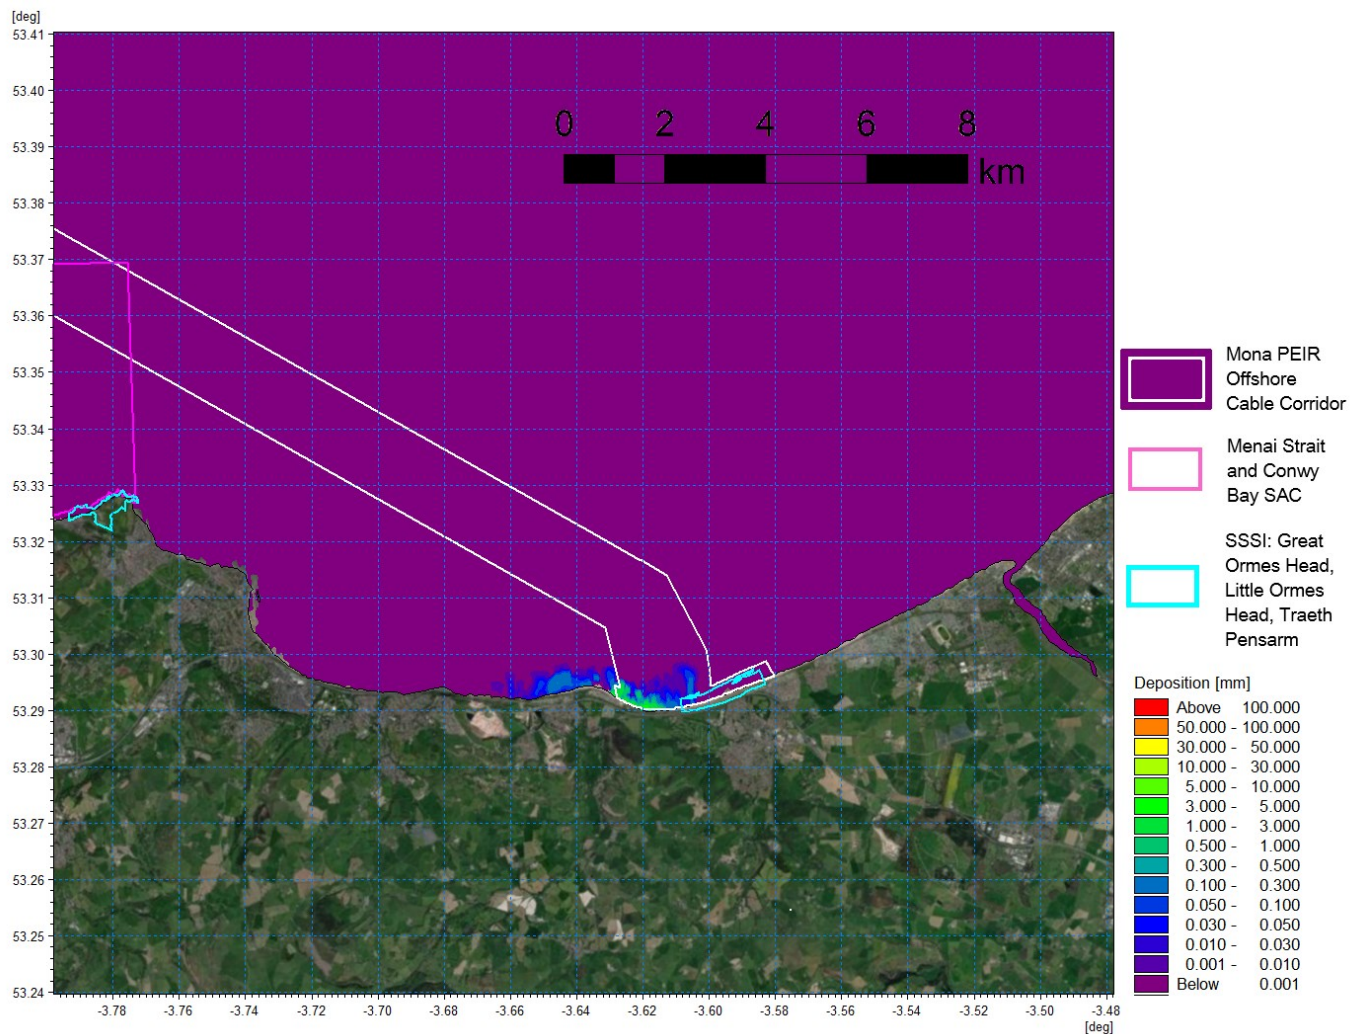 [deg]
53.41
53.40
53.39
53.38
53.37
53.36
53.35
53.34
53.33
53.32
53.31
53.30
53.29
53.28
53.27
53.26
53.25
53.24
0 2 4 6 8
km
Mona PEIR
Offshore
Cable Corridor
Menai Strait
and Conwy
Bay SAC
SSSI: Great
Ormes Head,
Little Ormes
Head, Traeth
Pensarm
Deposition [mm]
Above 100.000
50.000 - 100.000
30.000 - 50.000
10.000 - 30.000
5.000 - 10.000
3.000 - 5.000
1.000 - 3.000
0.500 - 1.000
0.300 - 0.500
0.100 - 0.300
0.050 - 0.100
0.030 - 0.050
0.010 - 0.030
0.001 - 0.010
Below 0.001
-3.78 -3.76 -3.74 -3.72 -3.70 -3.68 -3.66 -3.64 -3.62 -3.60 -3.58 -3.56 -3.54 -3.52 -3.50 -3.48
[deg]